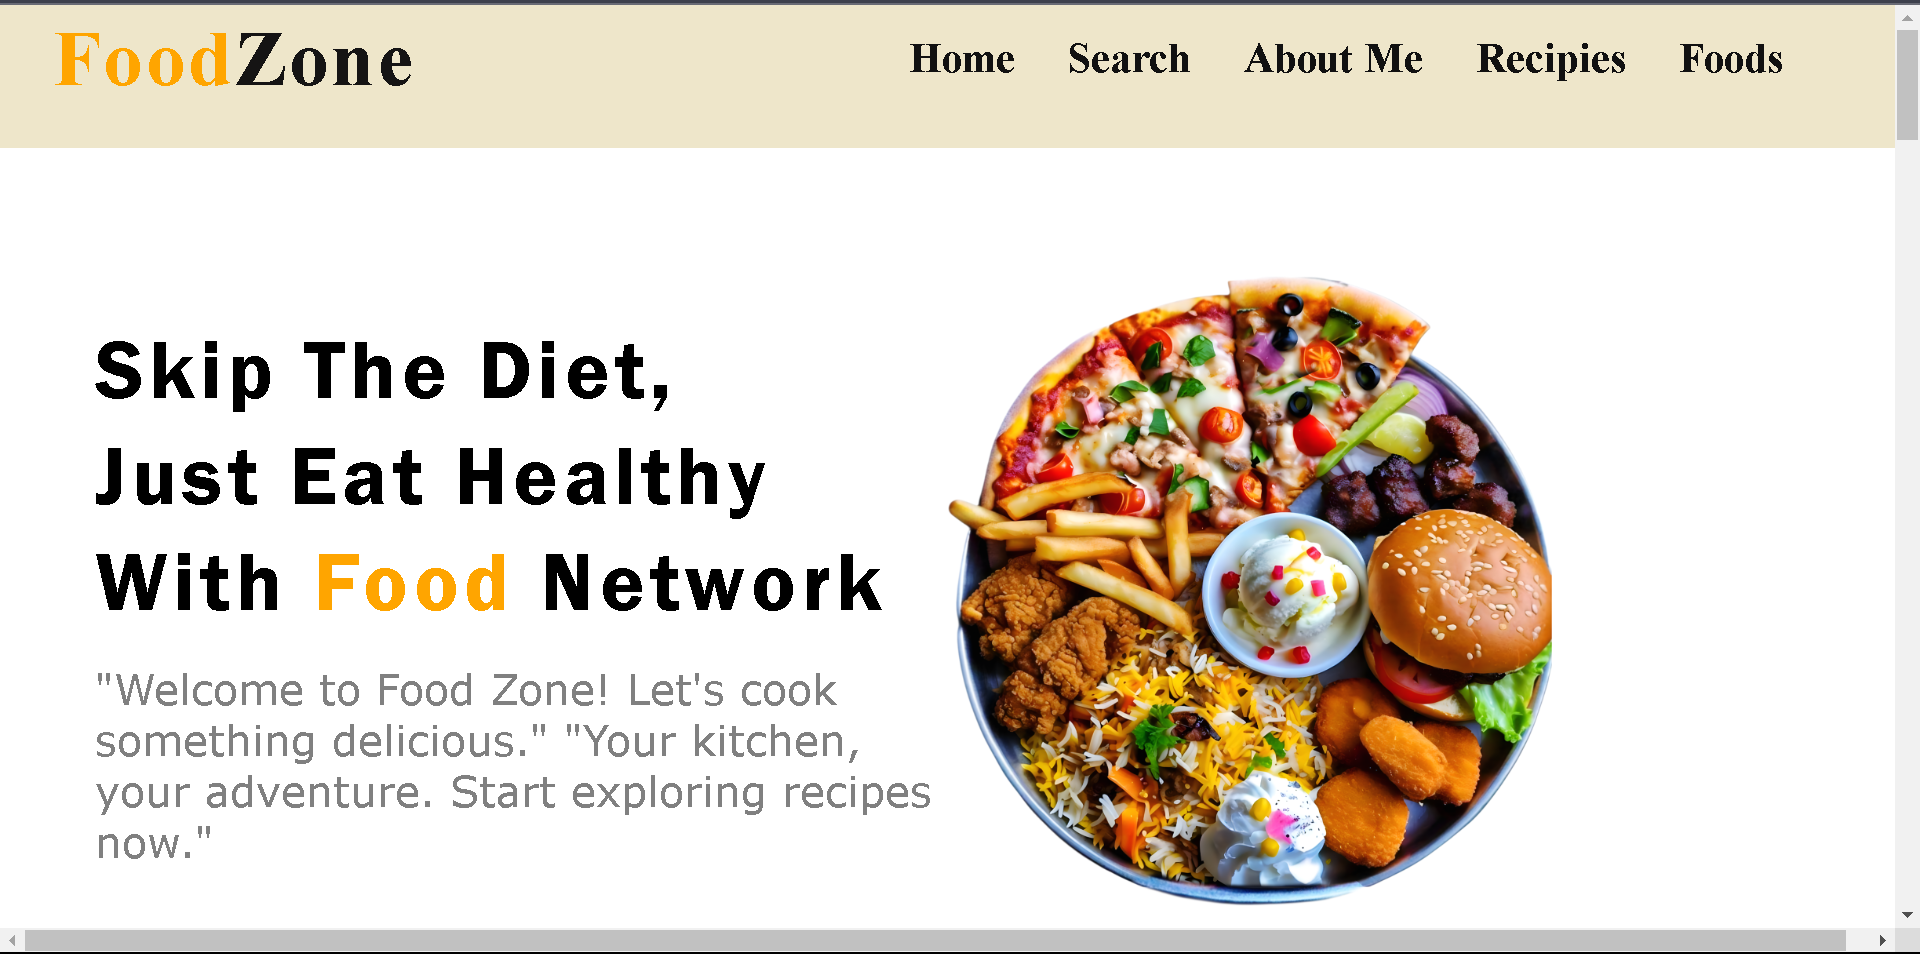 FoodZone
Home Search About Me Recipies Foods
Skip The Diet,
Just Eat Healthy
With Food Network
"Welcome to Food Zone! Let's cook
something delicious." "Your kitchen,
your adventure. Start exploring recipes
now."